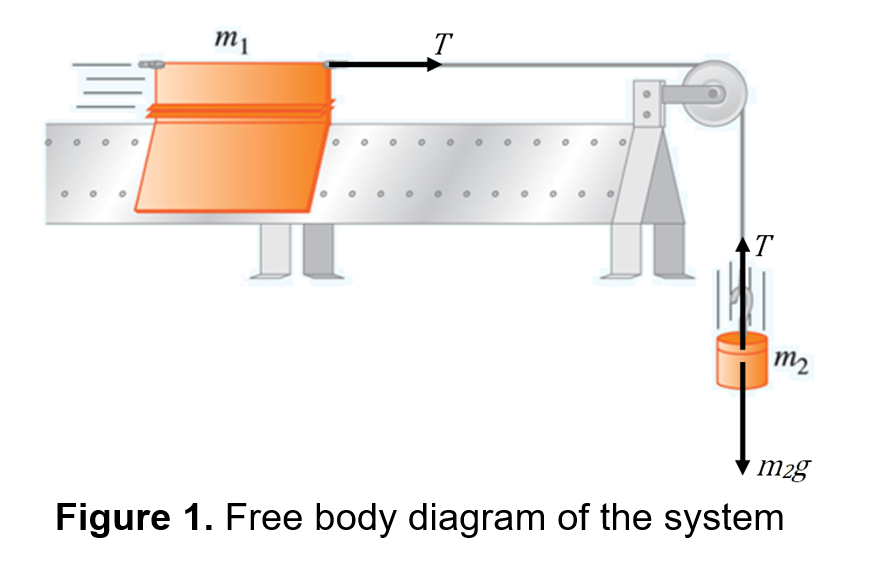 m₁
T
T
m₂
m₂g
Figure 1. Free body diagram of the system